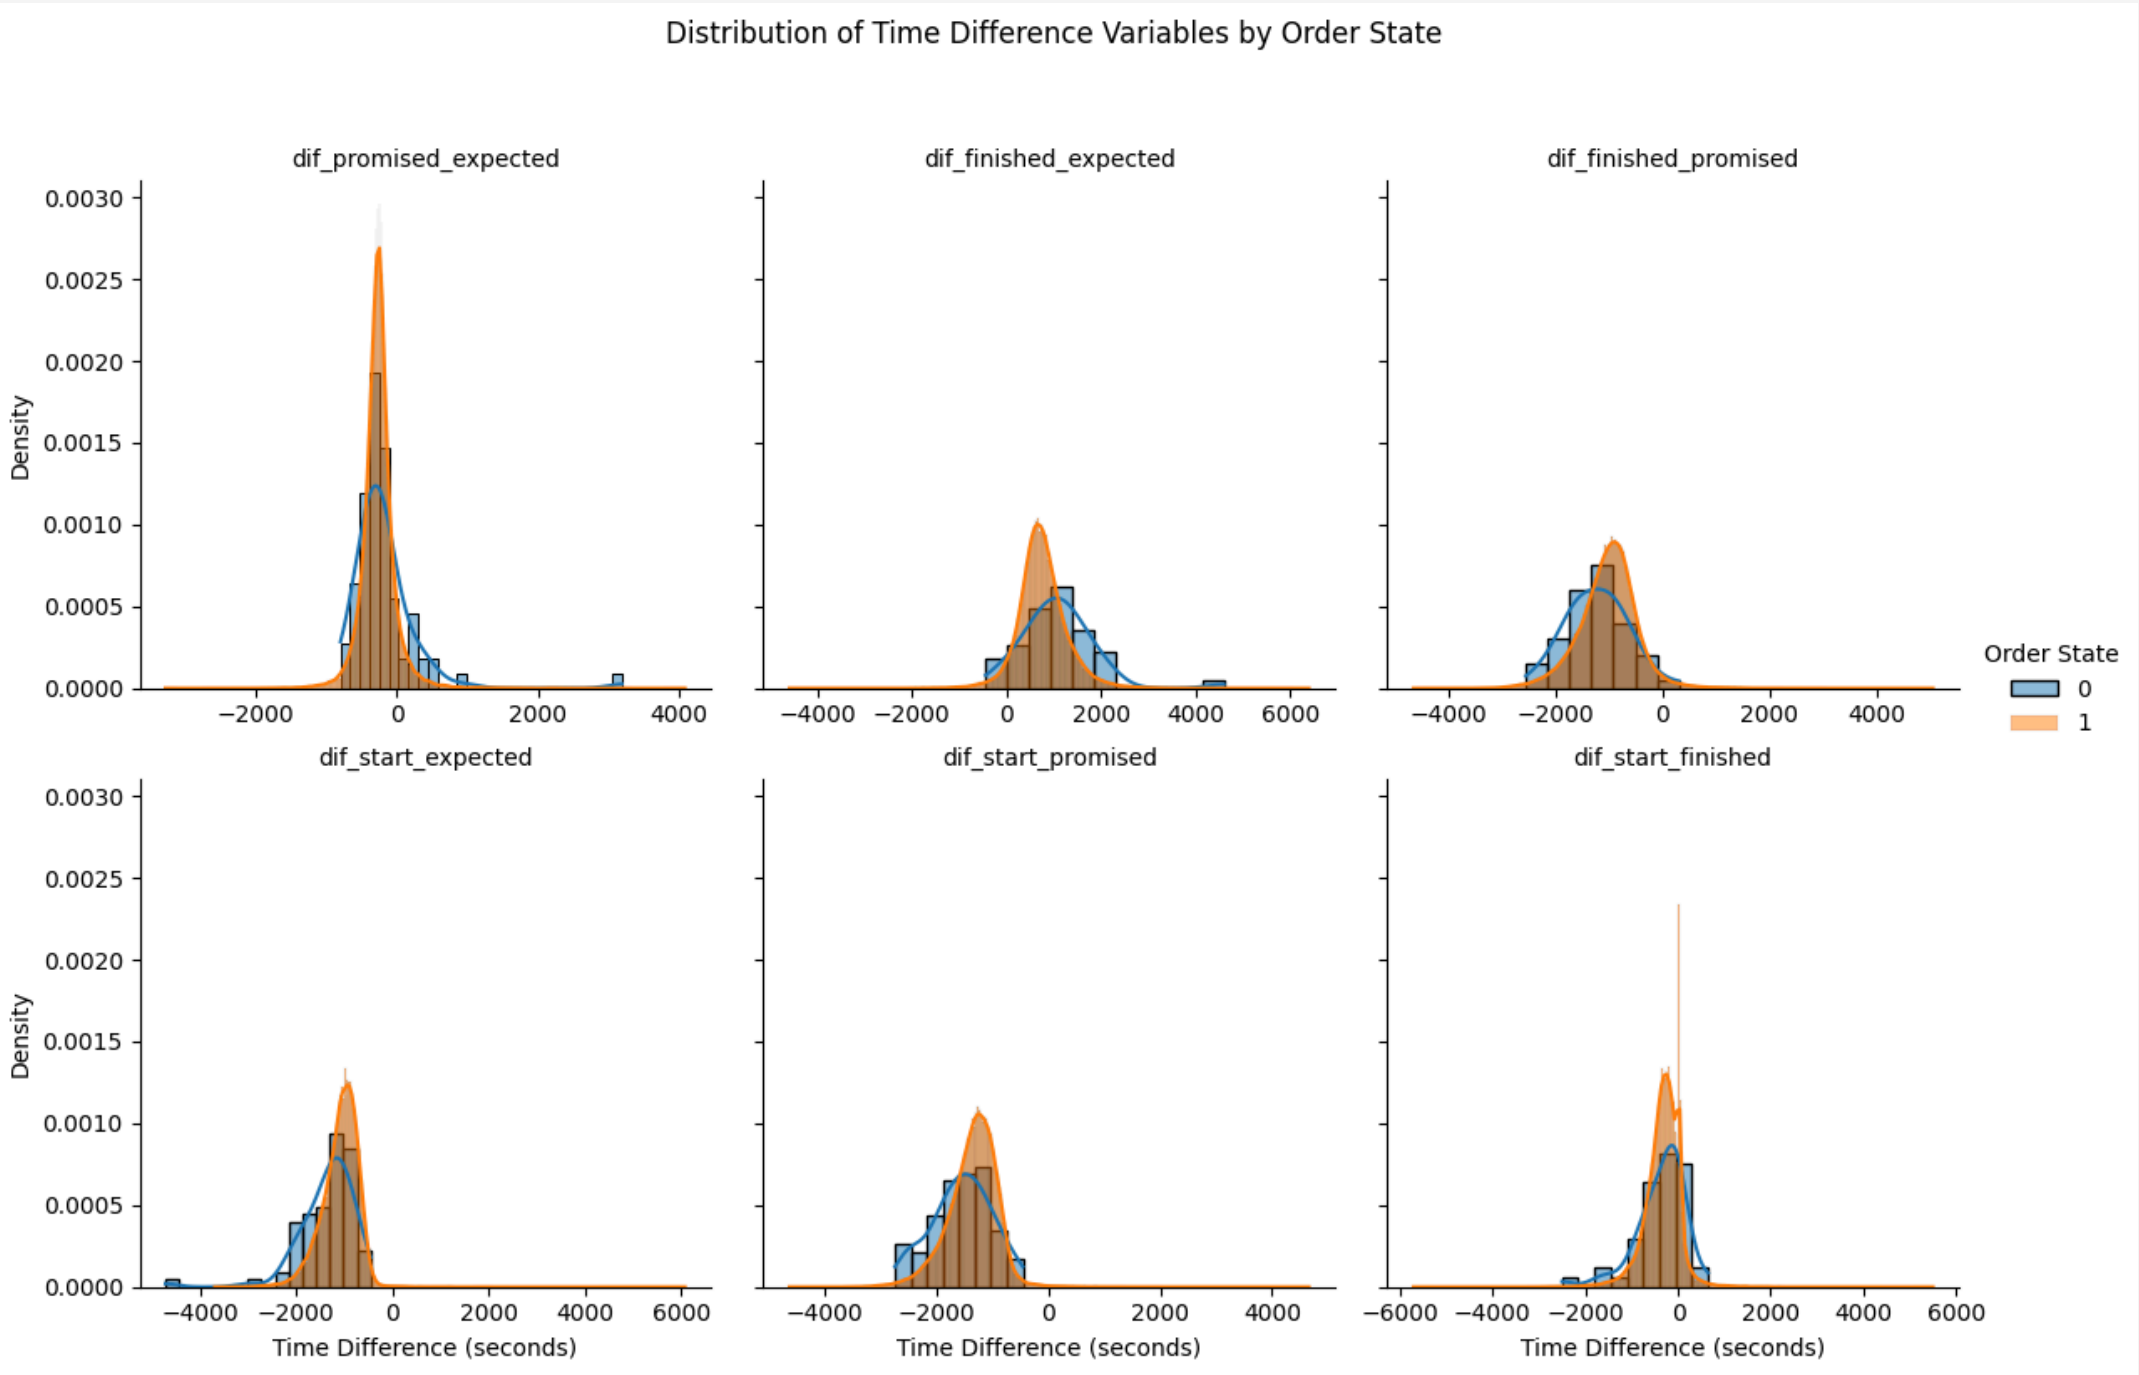 Distribution of Time Difference Variables by Order State
dif_promised_expected
dif_finished_expected
dif_finished_promised
0.0030
0.0025
0.0020
0.0015
0.0010
0.0005
0.0000
Density
−2000 0 2000 4000
−4000 −2000 0 2000 4000 6000
−4000 −2000 0 2000 4000
Order State
0
1
dif_start_expected
dif_start_promised
dif_start_finished
0.0030
0.0025
0.0020
0.0015
0.0010
0.0005
0.0000
Density
−4000 −2000 0 2000 4000 6000
−4000 −2000 0 2000 4000
−6000 −4000 −2000 0 2000 4000 6000
Time Difference (seconds)
Time Difference (seconds)
Time Difference (seconds)